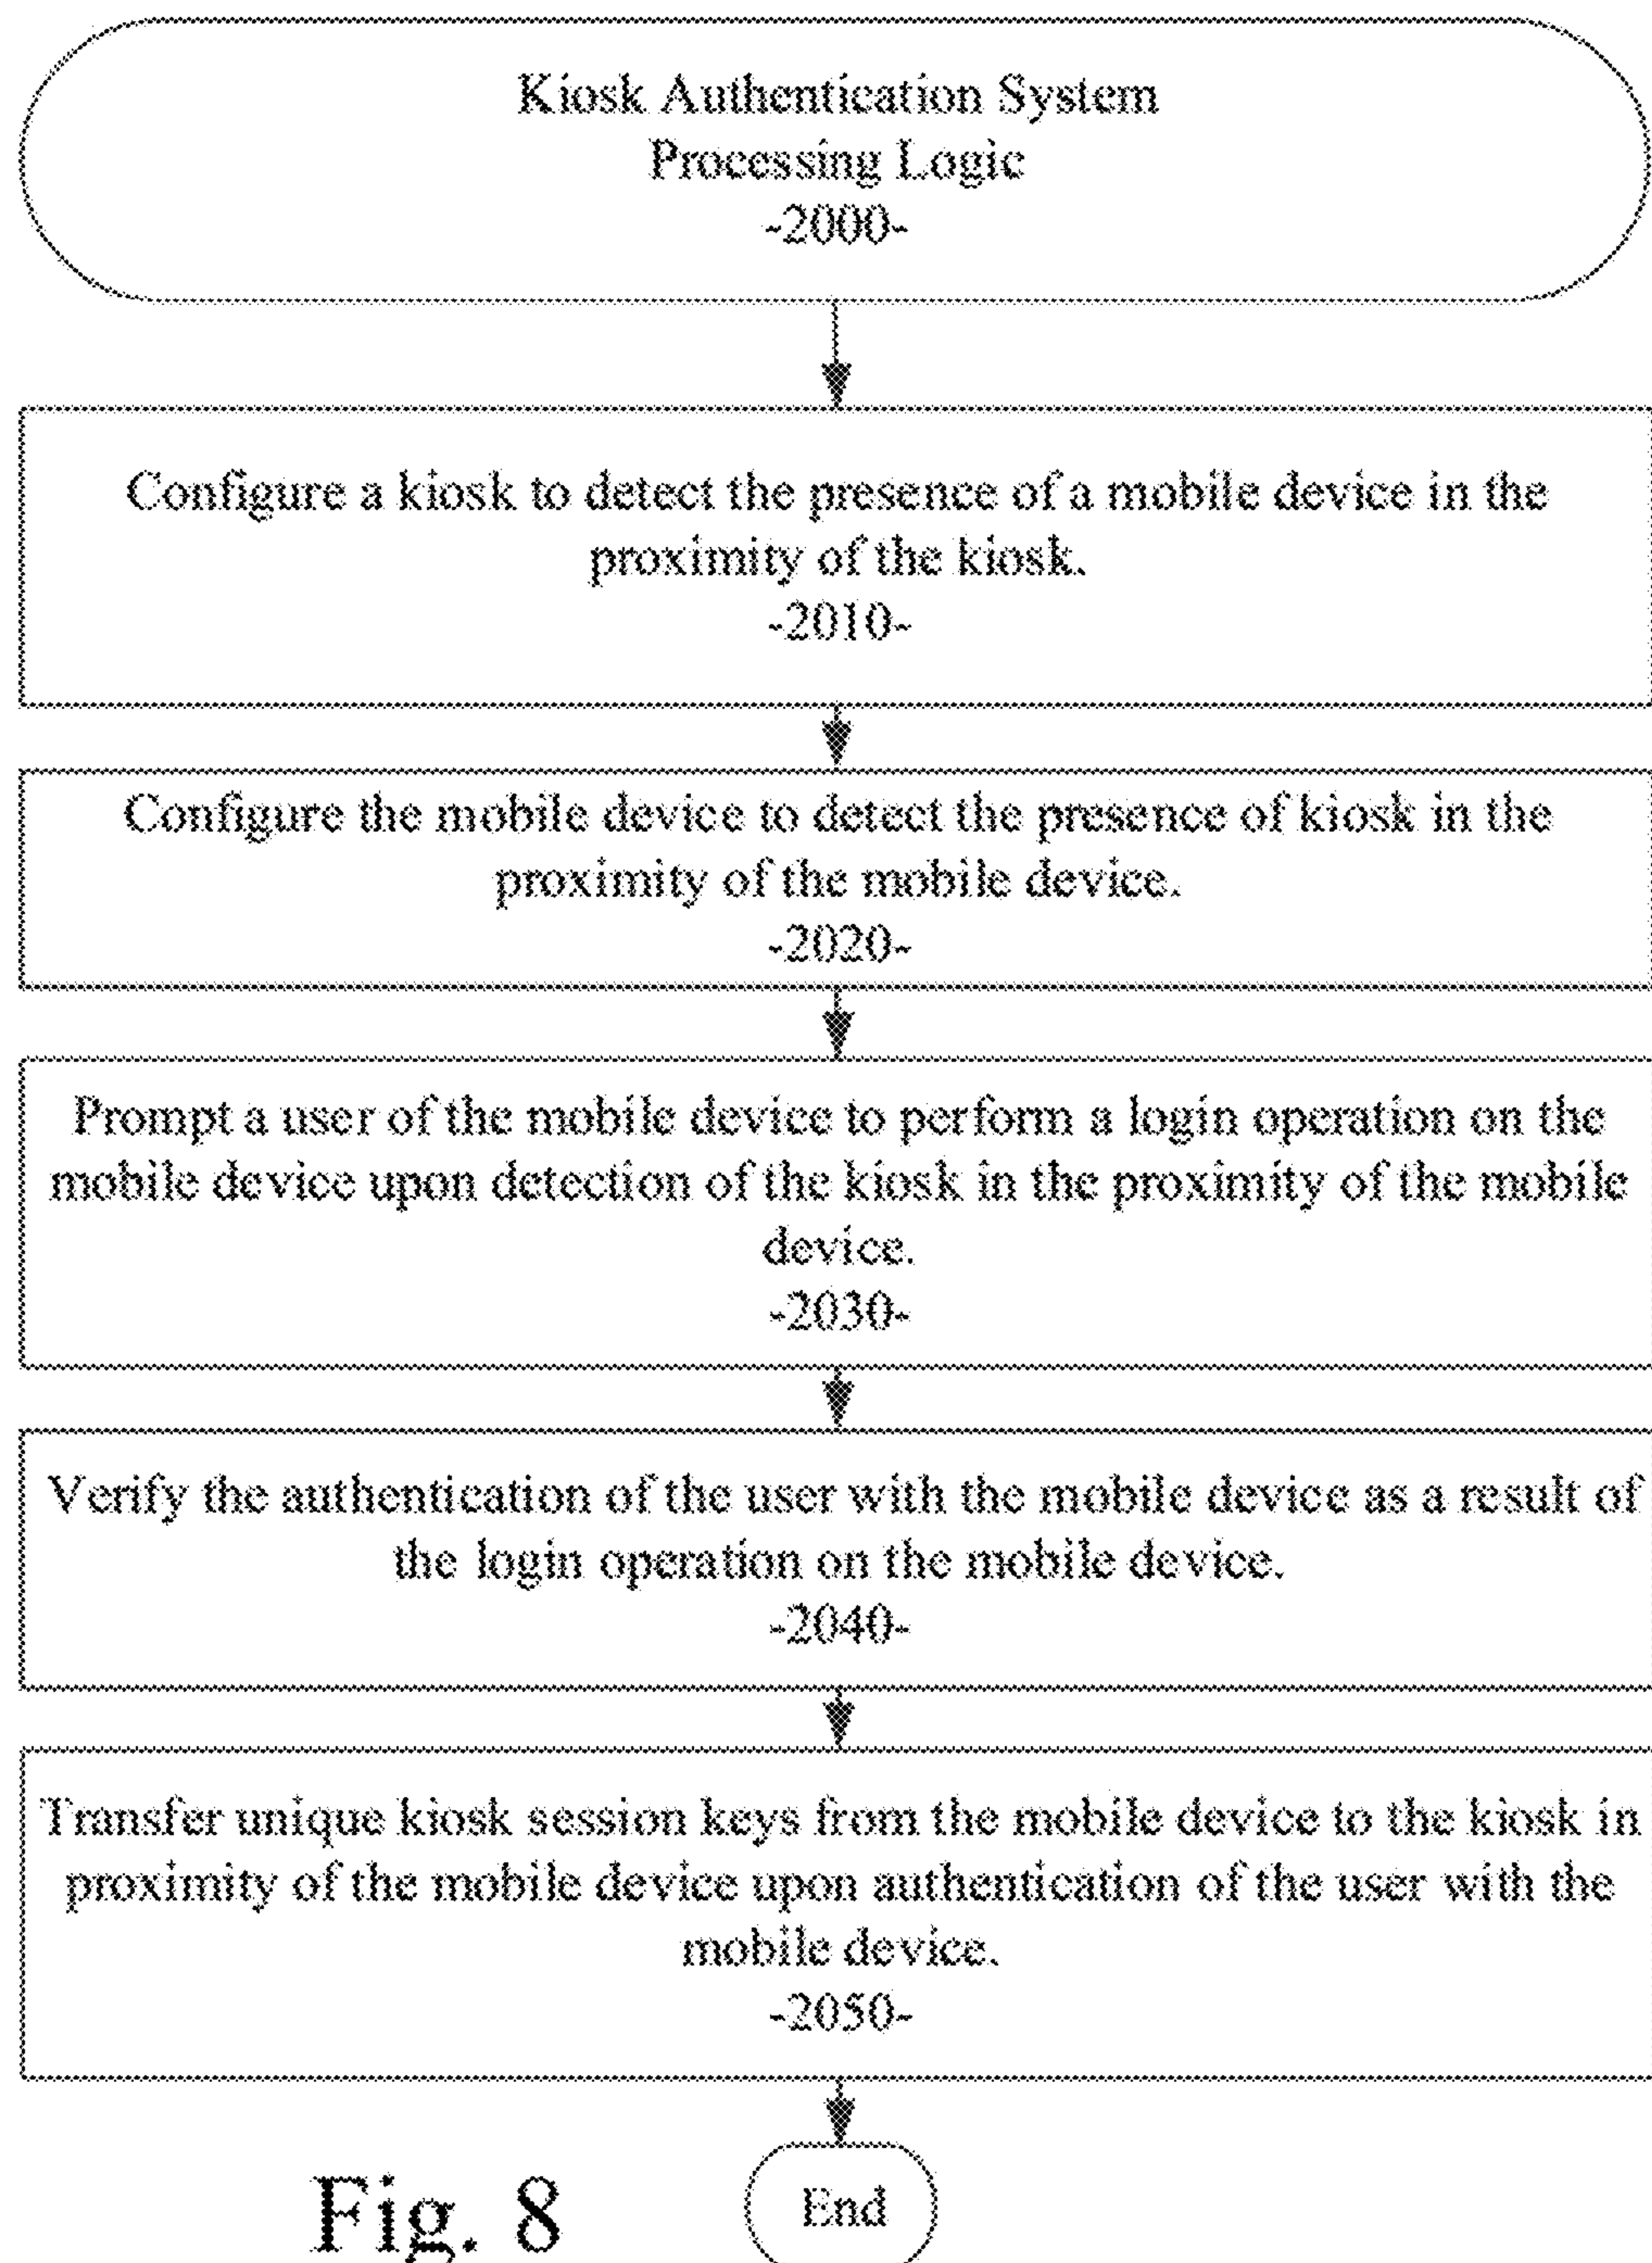 Kiosk Authentication System
Processing Logic
-2000-
Configure a kiosk to detect the presence of a mobile device in the
proximity of the kiosk.
-2010-
Configure the mobile device to detect the presence of kiosk in the
proximity of the mobile device.
-2020-
Prompt a user of the mobile device to perform a login operation on the
mobile device upon detection of the kiosk in the proximity of the mobile
device.
-2030-
Verify the authentication of the user with the mobile device as a result of
the login operation on the mobile device.
-2040-
Transfer unique kiosk session keys from the mobile device to the kiosk in
proximity of the mobile device upon authentication of the user with the
mobile device.
-2050-
End
Fig. 8